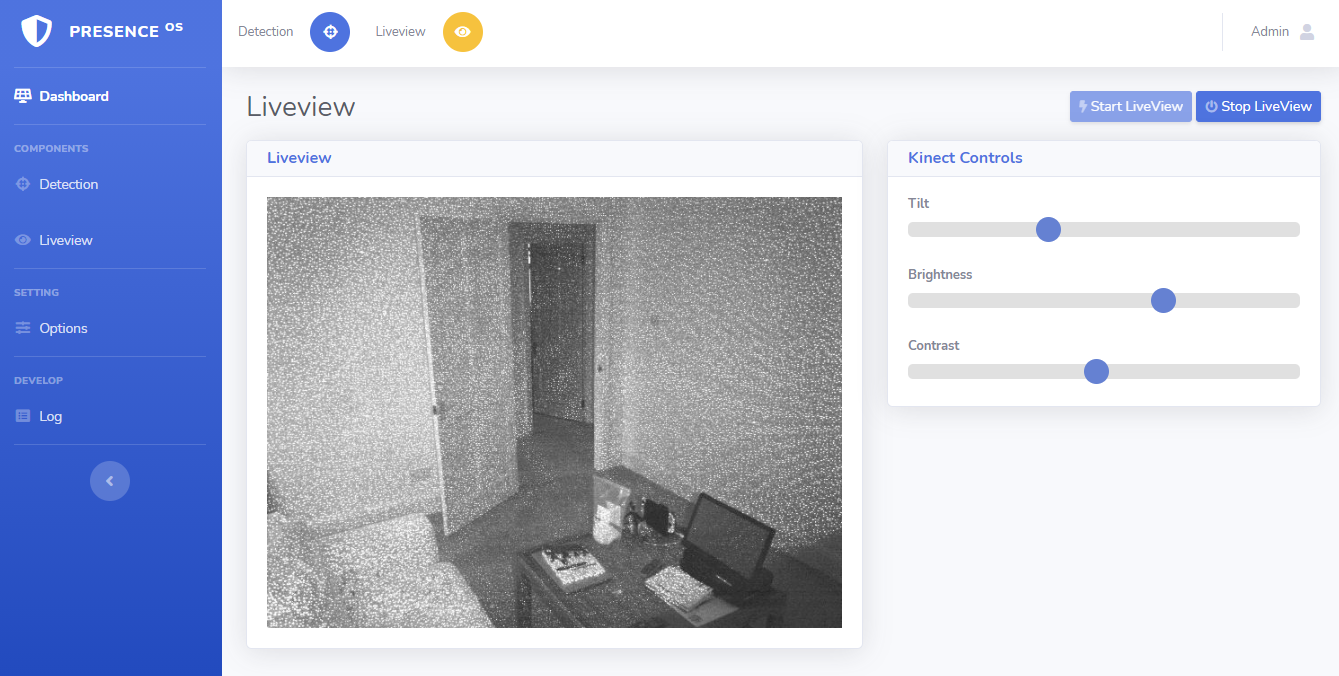 PRESENCE OS
Detection
Liveview
Admin
Dashboard
COMPONENTS
Detection
Liveview
SETTING
Options
DEVELOP
Log
Liveview
Start LiveView
Stop LiveView
Liveview
Kinect Controls
Tilt
Brightness
Contrast